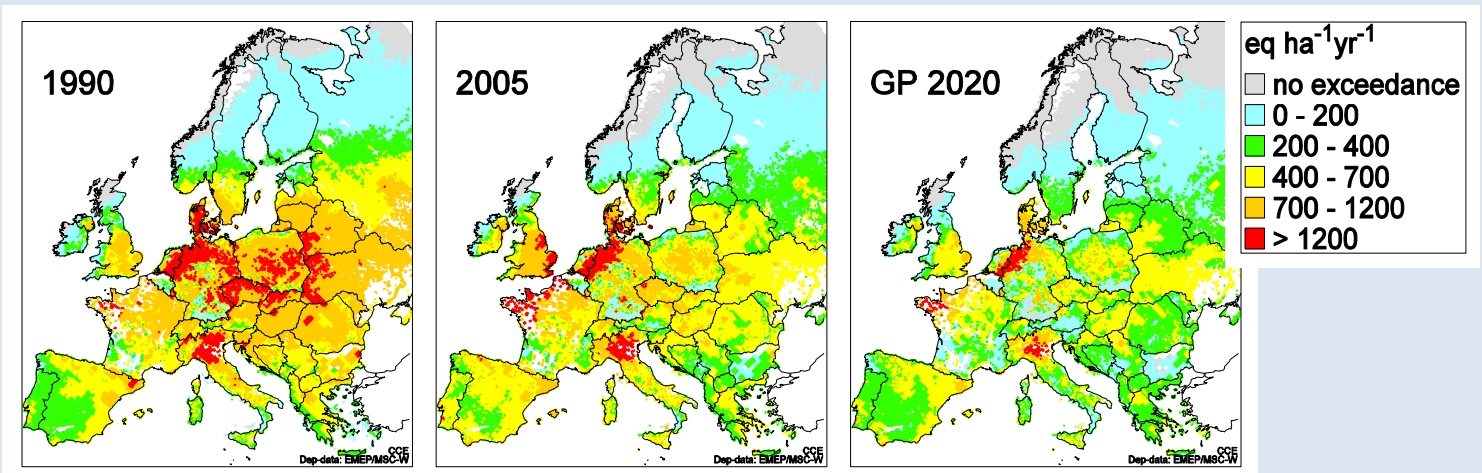 1990
CCE
Dep-data: EMEP/MSC-W
2005
CCE
Dep-data: EMEP/MSC-W
GP 2020
CCE
Dep-data: EMEP/MSC-W
eq ha⁻¹yr⁻¹
no exceedance
0 - 200
200 - 400
400 - 700
700 - 1200
> 1200